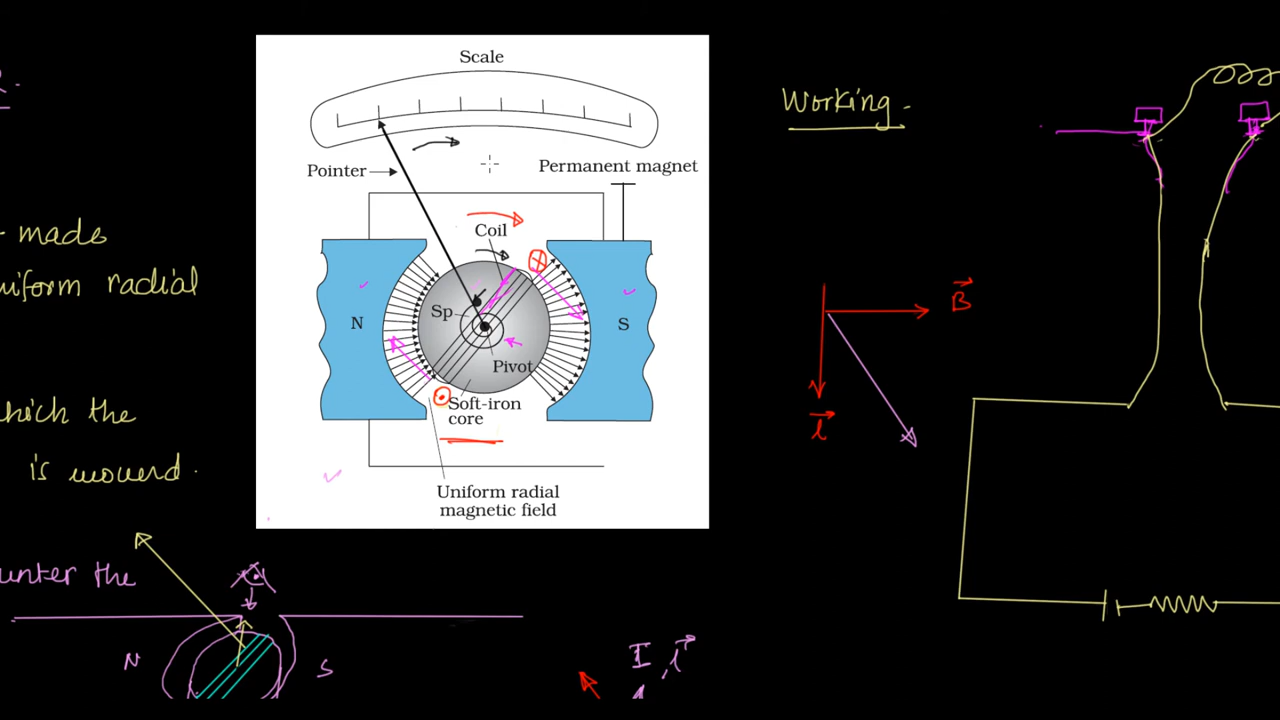 Scale
Working.
Pointer
Permanent magnet
made
Coil
uniform radial
B
Sp
N
S
Pivot
which the
Soft-iron
core
l
is wound.
Uniform radial
magnetic field
unter the
N
S
I, l